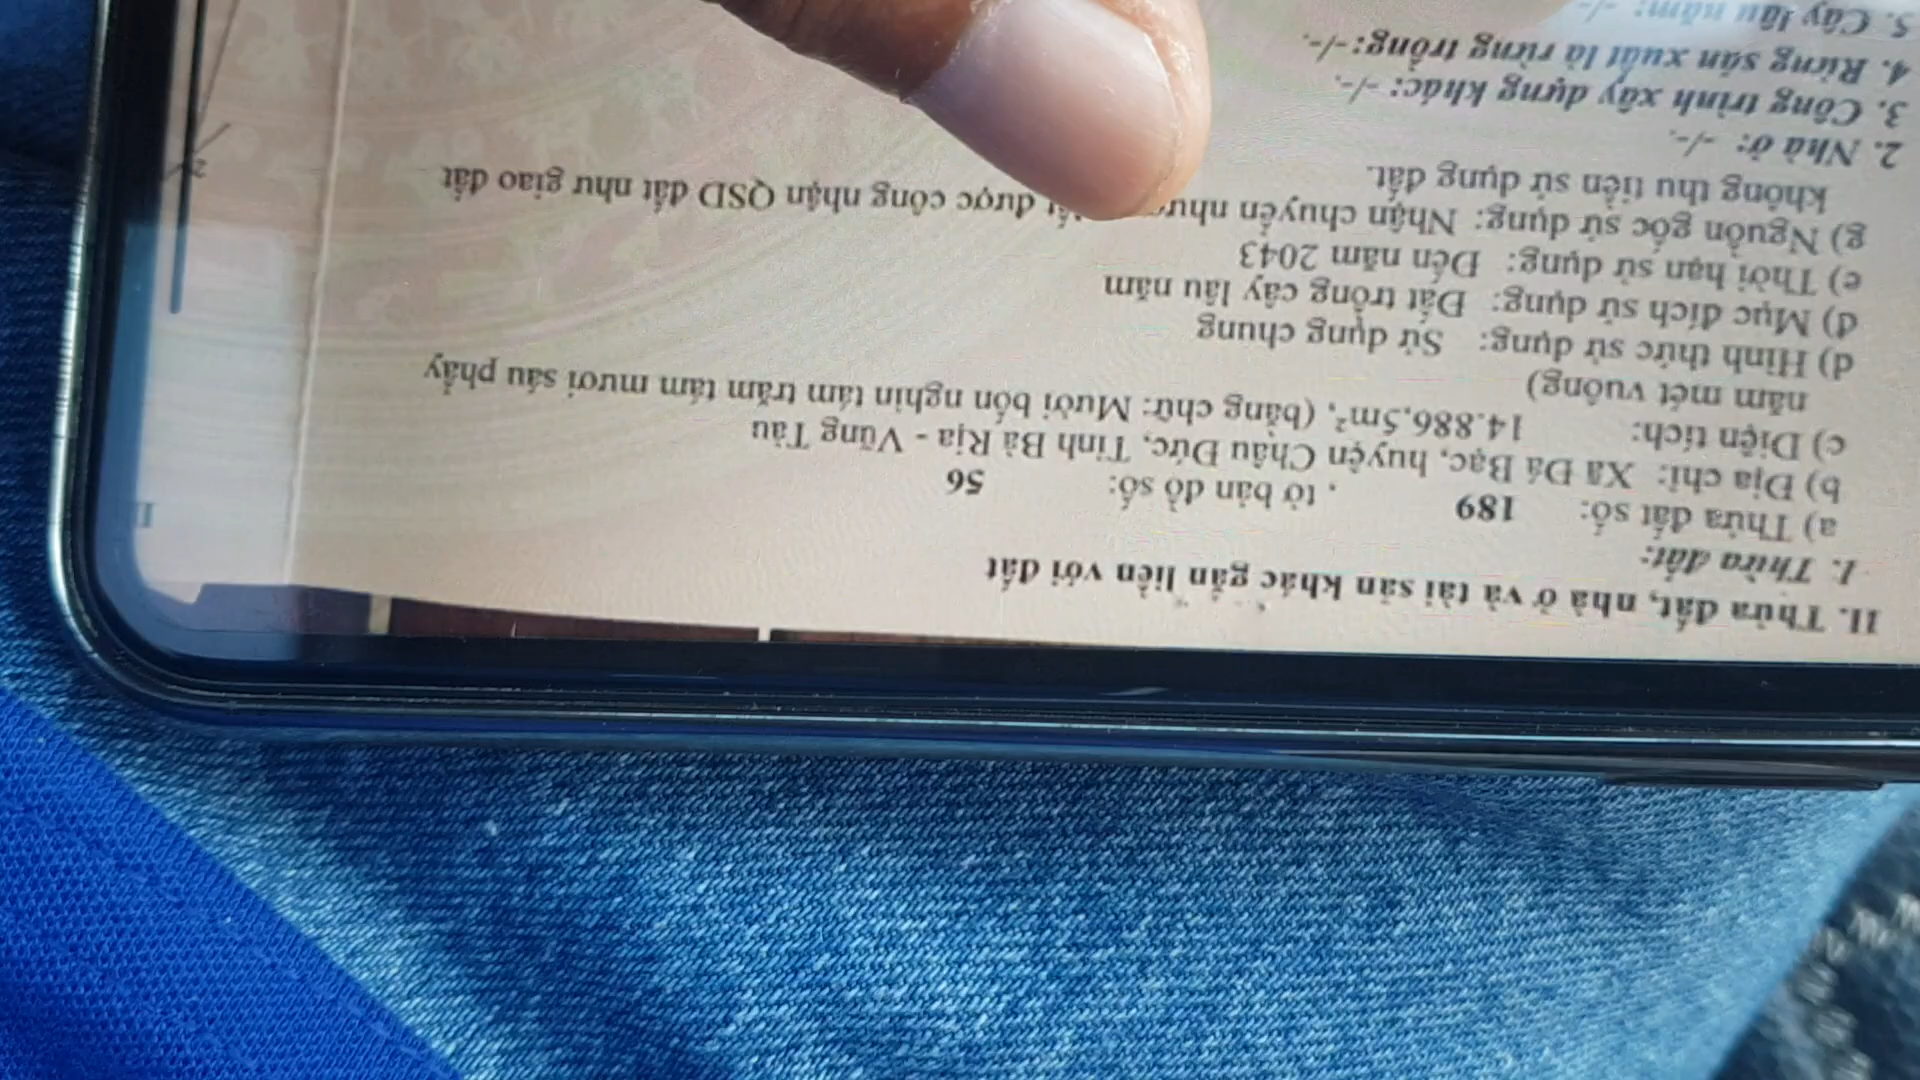 II. Thửa đất, nhà ở và tài sản khác gắn liền với đất
1. Thửa đất:
a) Thửa đất số: 189 , tờ bản đồ số: 56
b) Địa chỉ: Xã Đá Bạc, huyện Châu Đức, Tỉnh Bà Rịa - Vũng Tàu
c) Diện tích: 14.886,5m², (bằng chữ: Mười bốn nghìn tám trăm tám mươi sáu phẩy
năm mét vuông)
d) Hình thức sử dụng: Sử dụng chung
đ) Mục đích sử dụng: Đất trồng cây lâu năm
e) Thời hạn sử dụng: Đến năm 2043
g) Nguồn gốc sử dụng: Nhận chuyển được công nhận QSD đất như giao đất
không thu tiền sử dụng đất.
2. Nhà ở: -/-.
3. Công trình xây dựng khác: -/-.
4. Rừng sản xuất là rừng trồng: -/-.
5. Cây lâu năm: -/-